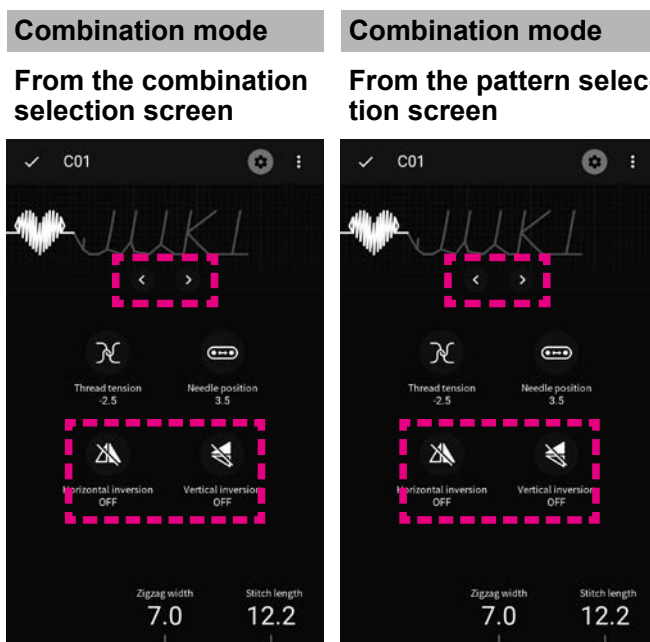 Combination mode
From the combination
selection screen
C01
JUKI
Thread tension
-2.5
Needle position
3.5
Horizontal inversion
OFF
Vertical inversion
OFF
Zigzag width
7.0
Stitch length
12.2
Combination mode
From the pattern selec
tion screen
C01
JUKI
Thread tension
-2.5
Needle position
3.5
Horizontal inversion
OFF
Vertical inversion
OFF
Zigzag width
7.0
Stitch length
12.2